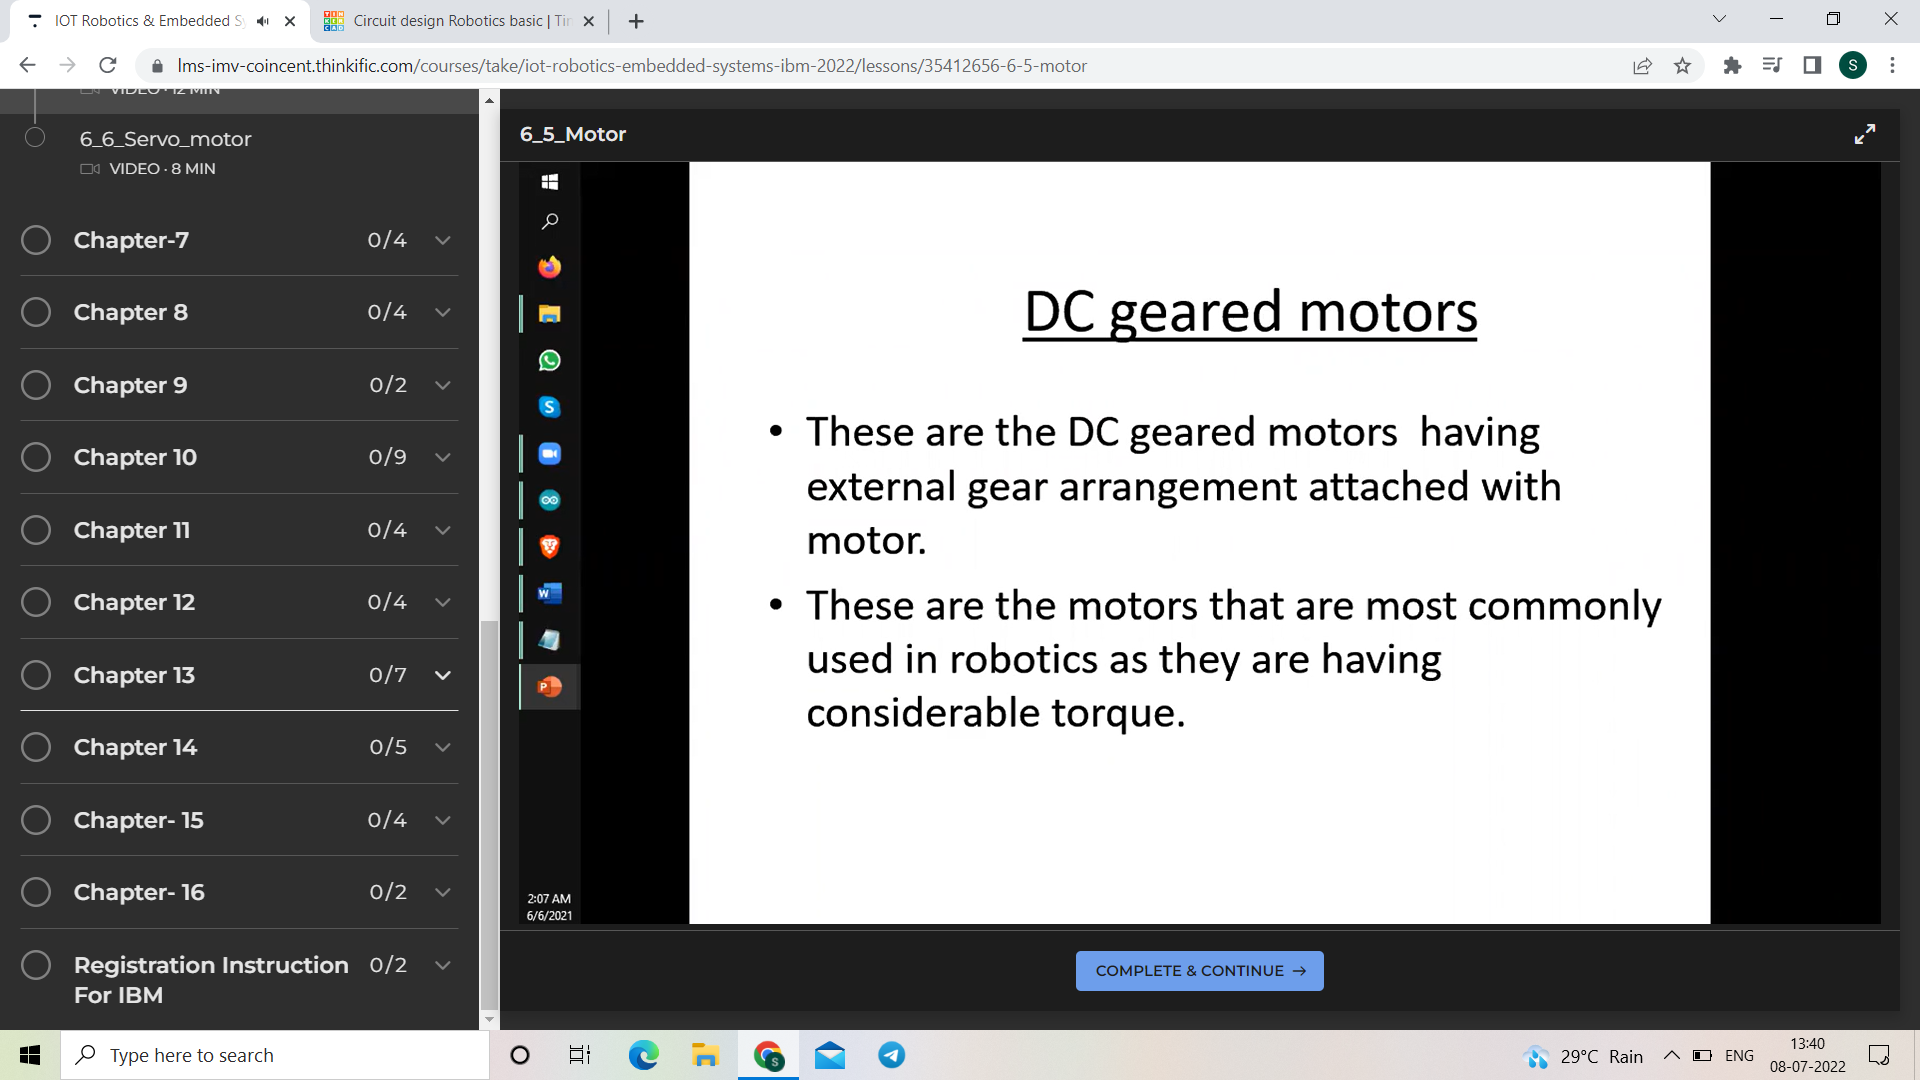 IOT Robotics & Embedded Sy
Circuit design Robotics basic | Tin
lms-imv-coincent.thinkific.com/courses/take/iot-robotics-embedded-systems-ibm-2022/lessons/35412656-6-5-motor
S
VIDEO · 12 MIN
6_6_Servo_motor
VIDEO · 8 MIN
Chapter-7 0/4
Chapter 8 0/4
Chapter 9 0/2
Chapter 10 0/9
Chapter 11 0/4
Chapter 12 0/4
Chapter 13 0/7
Chapter 14 0/5
Chapter- 15 0/4
Chapter- 16 0/2
Registration Instruction 0/2
For IBM
6_5_Motor
DC geared motors
• These are the DC geared motors having
external gear arrangement attached with
motor.
• These are the motors that are most commonly
used in robotics as they are having
considerable torque.
2:07 AM
6/6/2021
COMPLETE & CONTINUE →
Type here to search
29°C Rain
ENG
13:40
08-07-2022